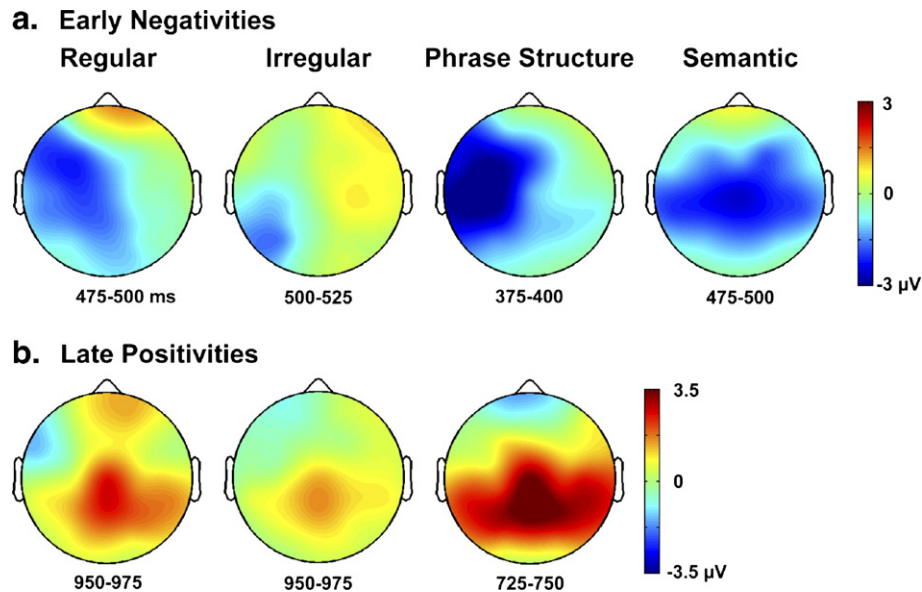 a. Early Negativities
Regular Irregular Phrase Structure Semantic
3
0
-3 µV
475-500 ms 500-525 375-400 475-500
b. Late Positivities
3.5
0
-3.5 µV
950-975 950-975 725-750